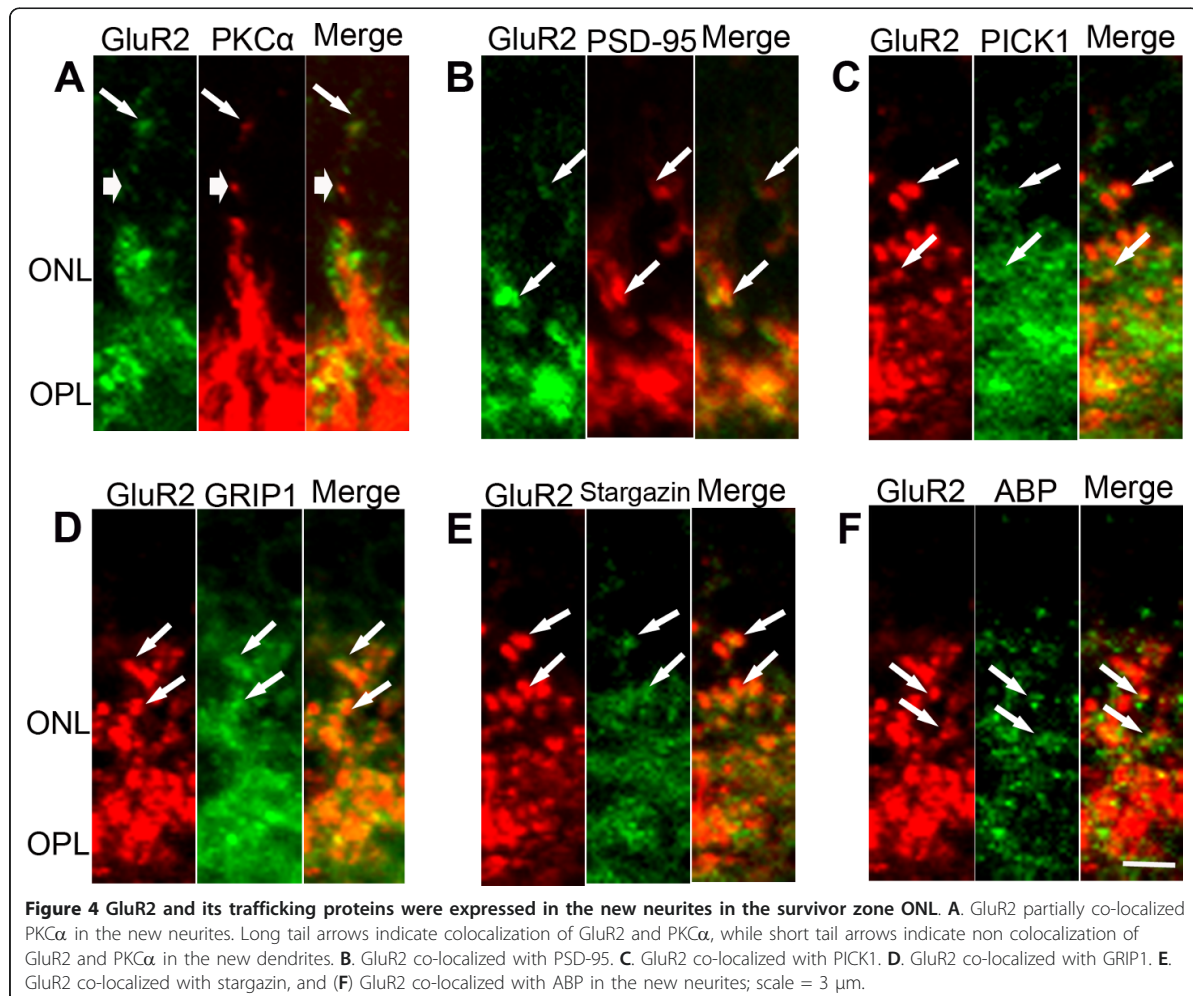 GluR2 PKCα Merge
A
ONL
OPL
GluR2 PSD-95 Merge
B
GluR2 PICK1 Merge
C
GluR2 GRIP1 Merge
D
ONL
OPL
GluR2 Stargazin Merge
E
GluR2 ABP Merge
F
Figure 4 GluR2 and its trafficking proteins were expressed in the new neurites in the survivor zone ONL. A. GluR2 partially co-localized
PKCα in the new neurites. Long tail arrows indicate colocalization of GluR2 and PKCα, while short tail arrows indicate non colocalization of
GluR2 and PKCα in the new dendrites. B. GluR2 co-localized with PSD-95. C. GluR2 co-localized with PICK1. D. GluR2 co-localized with GRIP1. E.
GluR2 co-localized with stargazin, and (F) GluR2 co-localized with ABP in the new neurites; scale = 3 μm.